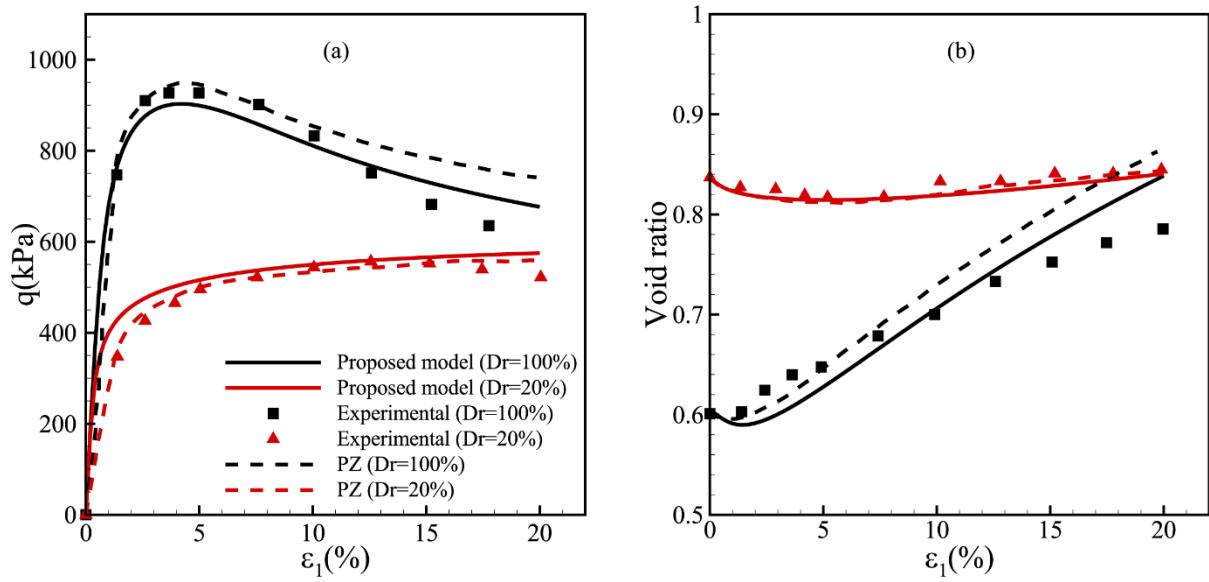 (a)
q(kPa)
1000
800
600
400
200
0
Proposed model (Dr=100%)
Proposed model (Dr=20%)
Experimental (Dr=100%)
Experimental (Dr=20%)
PZ (Dr=100%)
PZ (Dr=20%)
0 5 10 15 20
ε1(%)
(b)
Void ratio
1
0.9
0.8
0.7
0.6
0.5
0 5 10 15 20
ε1(%)